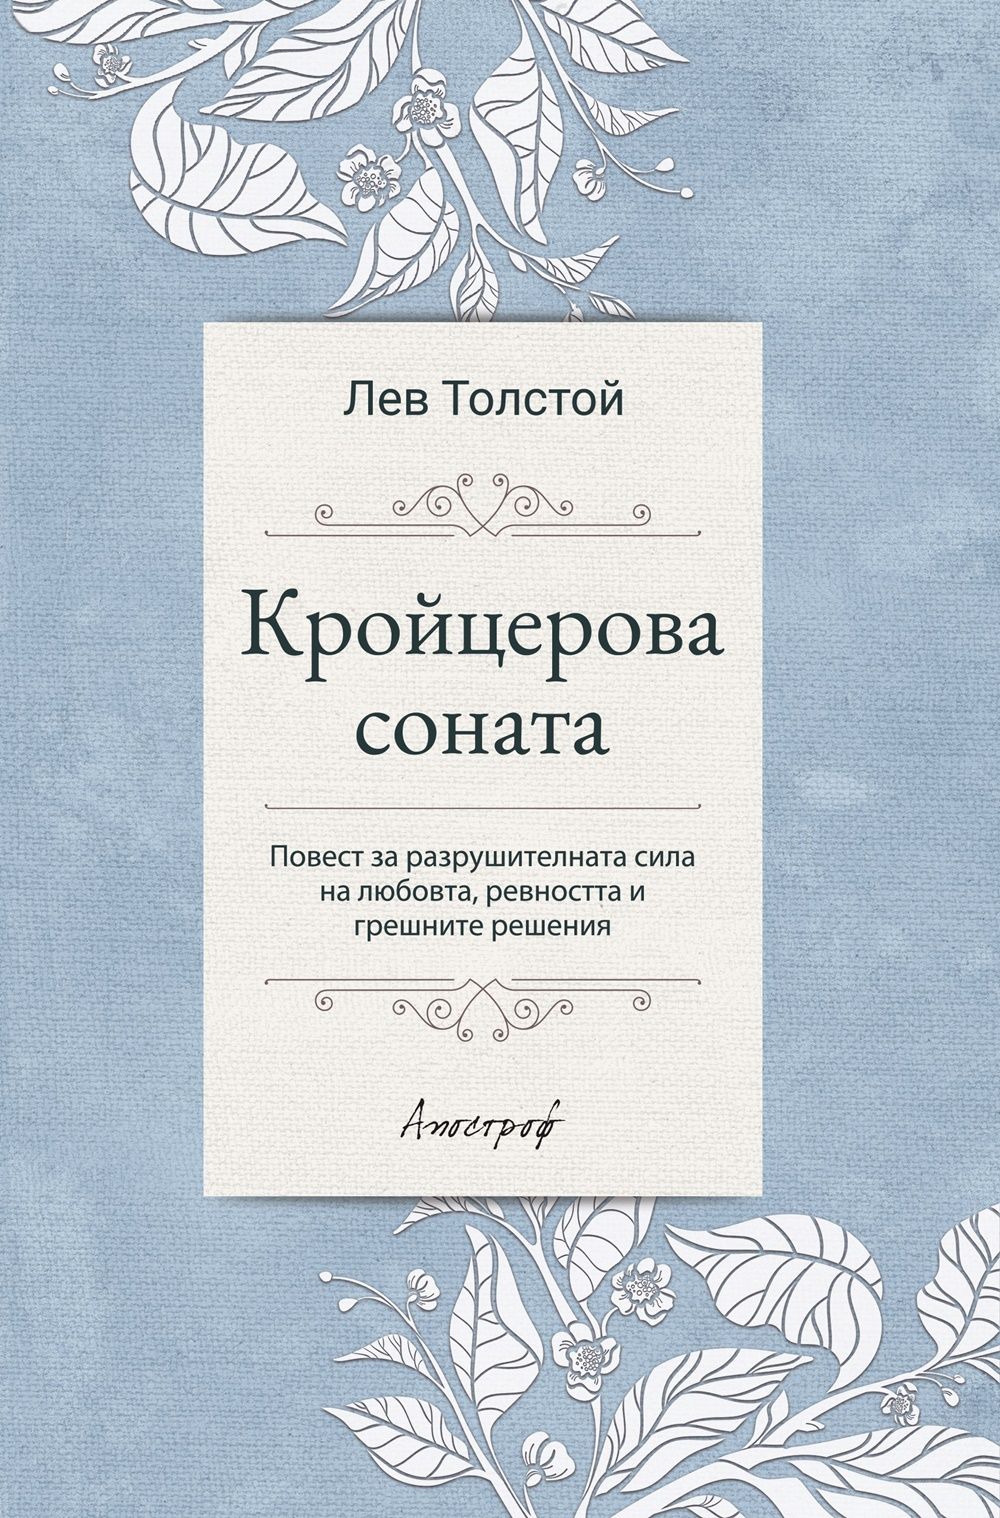 Лев Толстой
Кройцерова
соната
Повест за разрушителната сила
на любовта, ревността и
грешните решения
Апостроф